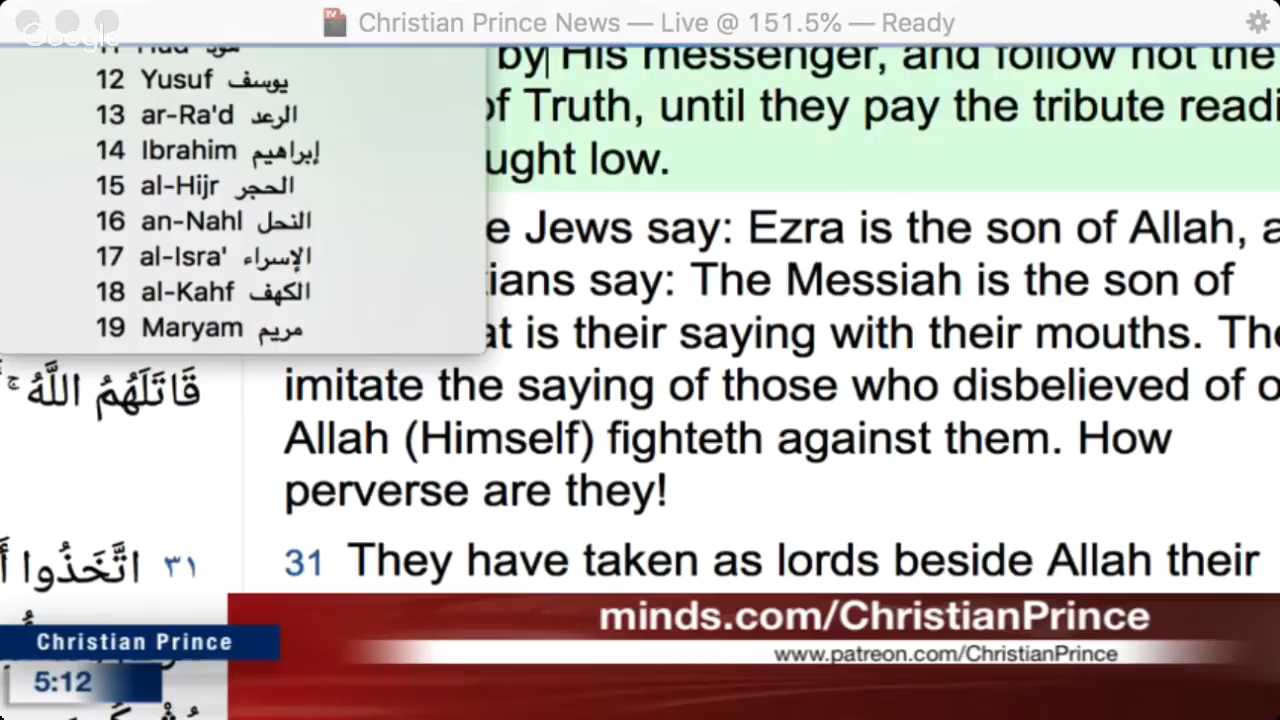 Christian Prince News — Live @ 151.5% — Ready
Google
12 Yusuf يوسف
13 ar-Ra'd الرعد
14 Ibrahim إبراهيم
15 al-Hijr الحجر
16 an-Nahl النحل
17 al-Isra' الإسراء
18 al-Kahf الكهف
19 Maryam مريم
by His messenger, and follow not the
of Truth, until they pay the tribute readi
ught low.
e Jews say: Ezra is the son of Allah, a
ians say: The Messiah is the son of
at is their saying with their mouths. The
imitate the saying of those who disbelieved of o
Allah (Himself) fighteth against them. How
perverse are they!
قَاتَلَهُمُ اللَّهُ ۚ
31 They have taken as lords beside Allah their
٣١ اتَّخَذُوا
minds.com/ChristianPrince
www.patreon.com/ChristianPrince
Christian Prince
5:12